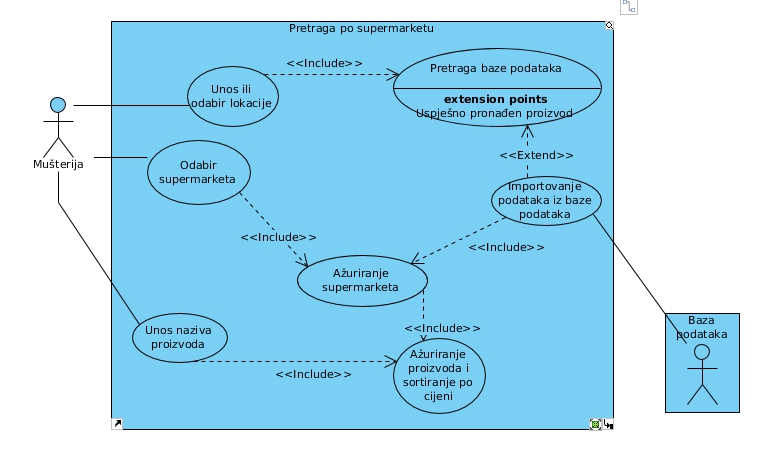 Pretraga po supermarketu
<<Include>>
Pretraga baze podataka
Unos ili
odabir lokacije
extension points
Uspješno pronađen proizvod
Mušterija
<<Extend>>
Odabir
supermarketa
Importovanje
podataka iz baze
podataka
<<Include>>
<<Include>>
Ažuriranje
supermarketa
Baza
podataka
Unos naziva
proizvoda
<<Include>>
Ažuriranje
proizvoda i
sortiranje po
cijeni
<<Include>>